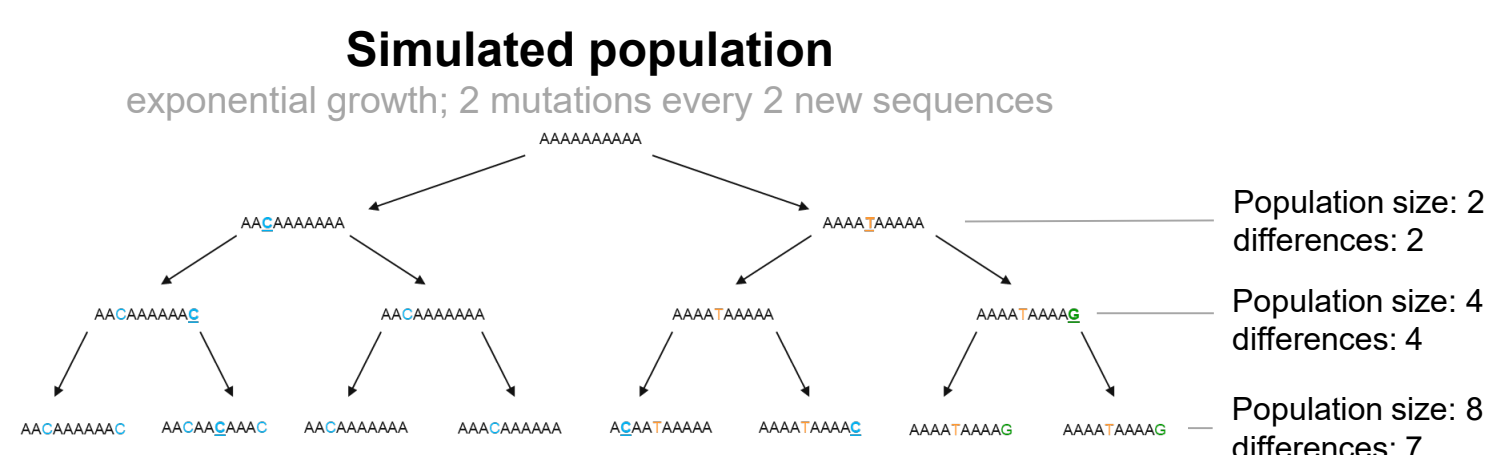 Simulated population
exponential growth; 2 mutations every 2 new sequences
AAAAAAAAAA
AACAAAAAAA AAAATAAAAA
Population size: 2
differences: 2
AACAAAAAAC AACAAAAAAA AAAATAAAAA AAAATAAAAG
Population size: 4
differences: 4
AACAAAAAAC AACAACAAAC AACAAAAAAA AAACAAAAAA ACAATAAAAA AAAATAAAAC AAAATAAAAG AAAATAAAAG
Population size: 8
differences: 7